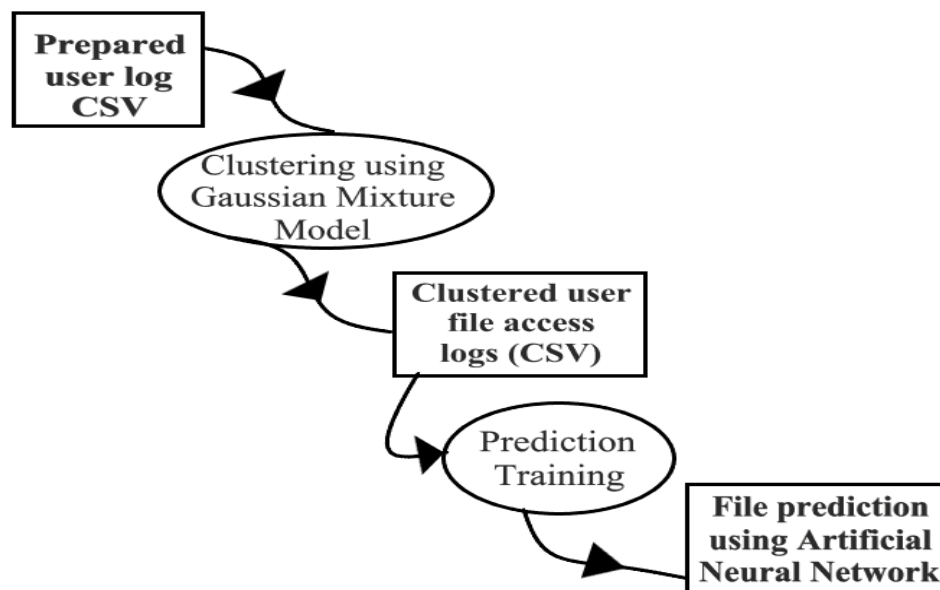 Prepared
user log
CSV
Clustering using
Gaussian Mixture
Model
Clustered user
file access
logs (CSV)
Prediction
Training
File prediction
using Artificial
Neural Network